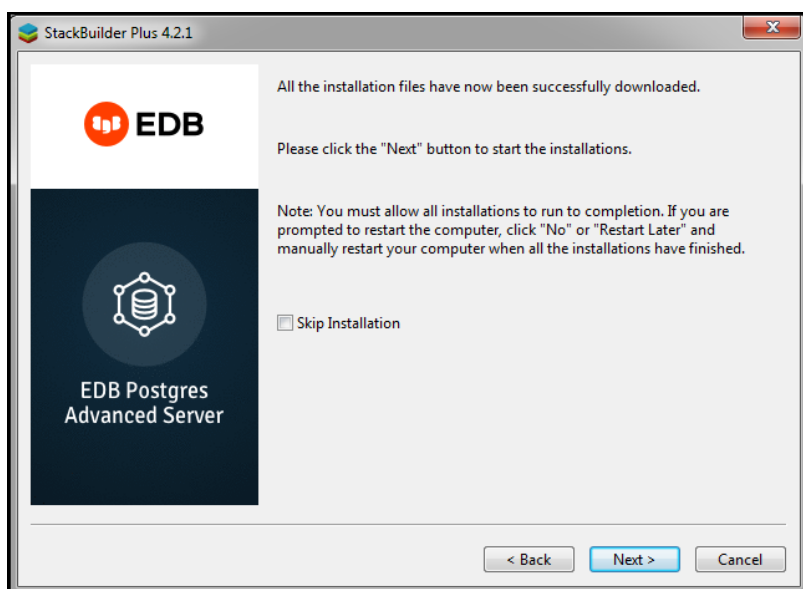 StackBuilder Plus 4.2.1
EDB
EDB Postgres
Advanced Server
All the installation files have now been successfully downloaded.
Please click the "Next" button to start the installations.
Note: You must allow all installations to run to completion. If you are
prompted to restart the computer, click "No" or "Restart Later" and
manually restart your computer when all the installations have finished.
Skip Installation
< Back
Next >
Cancel